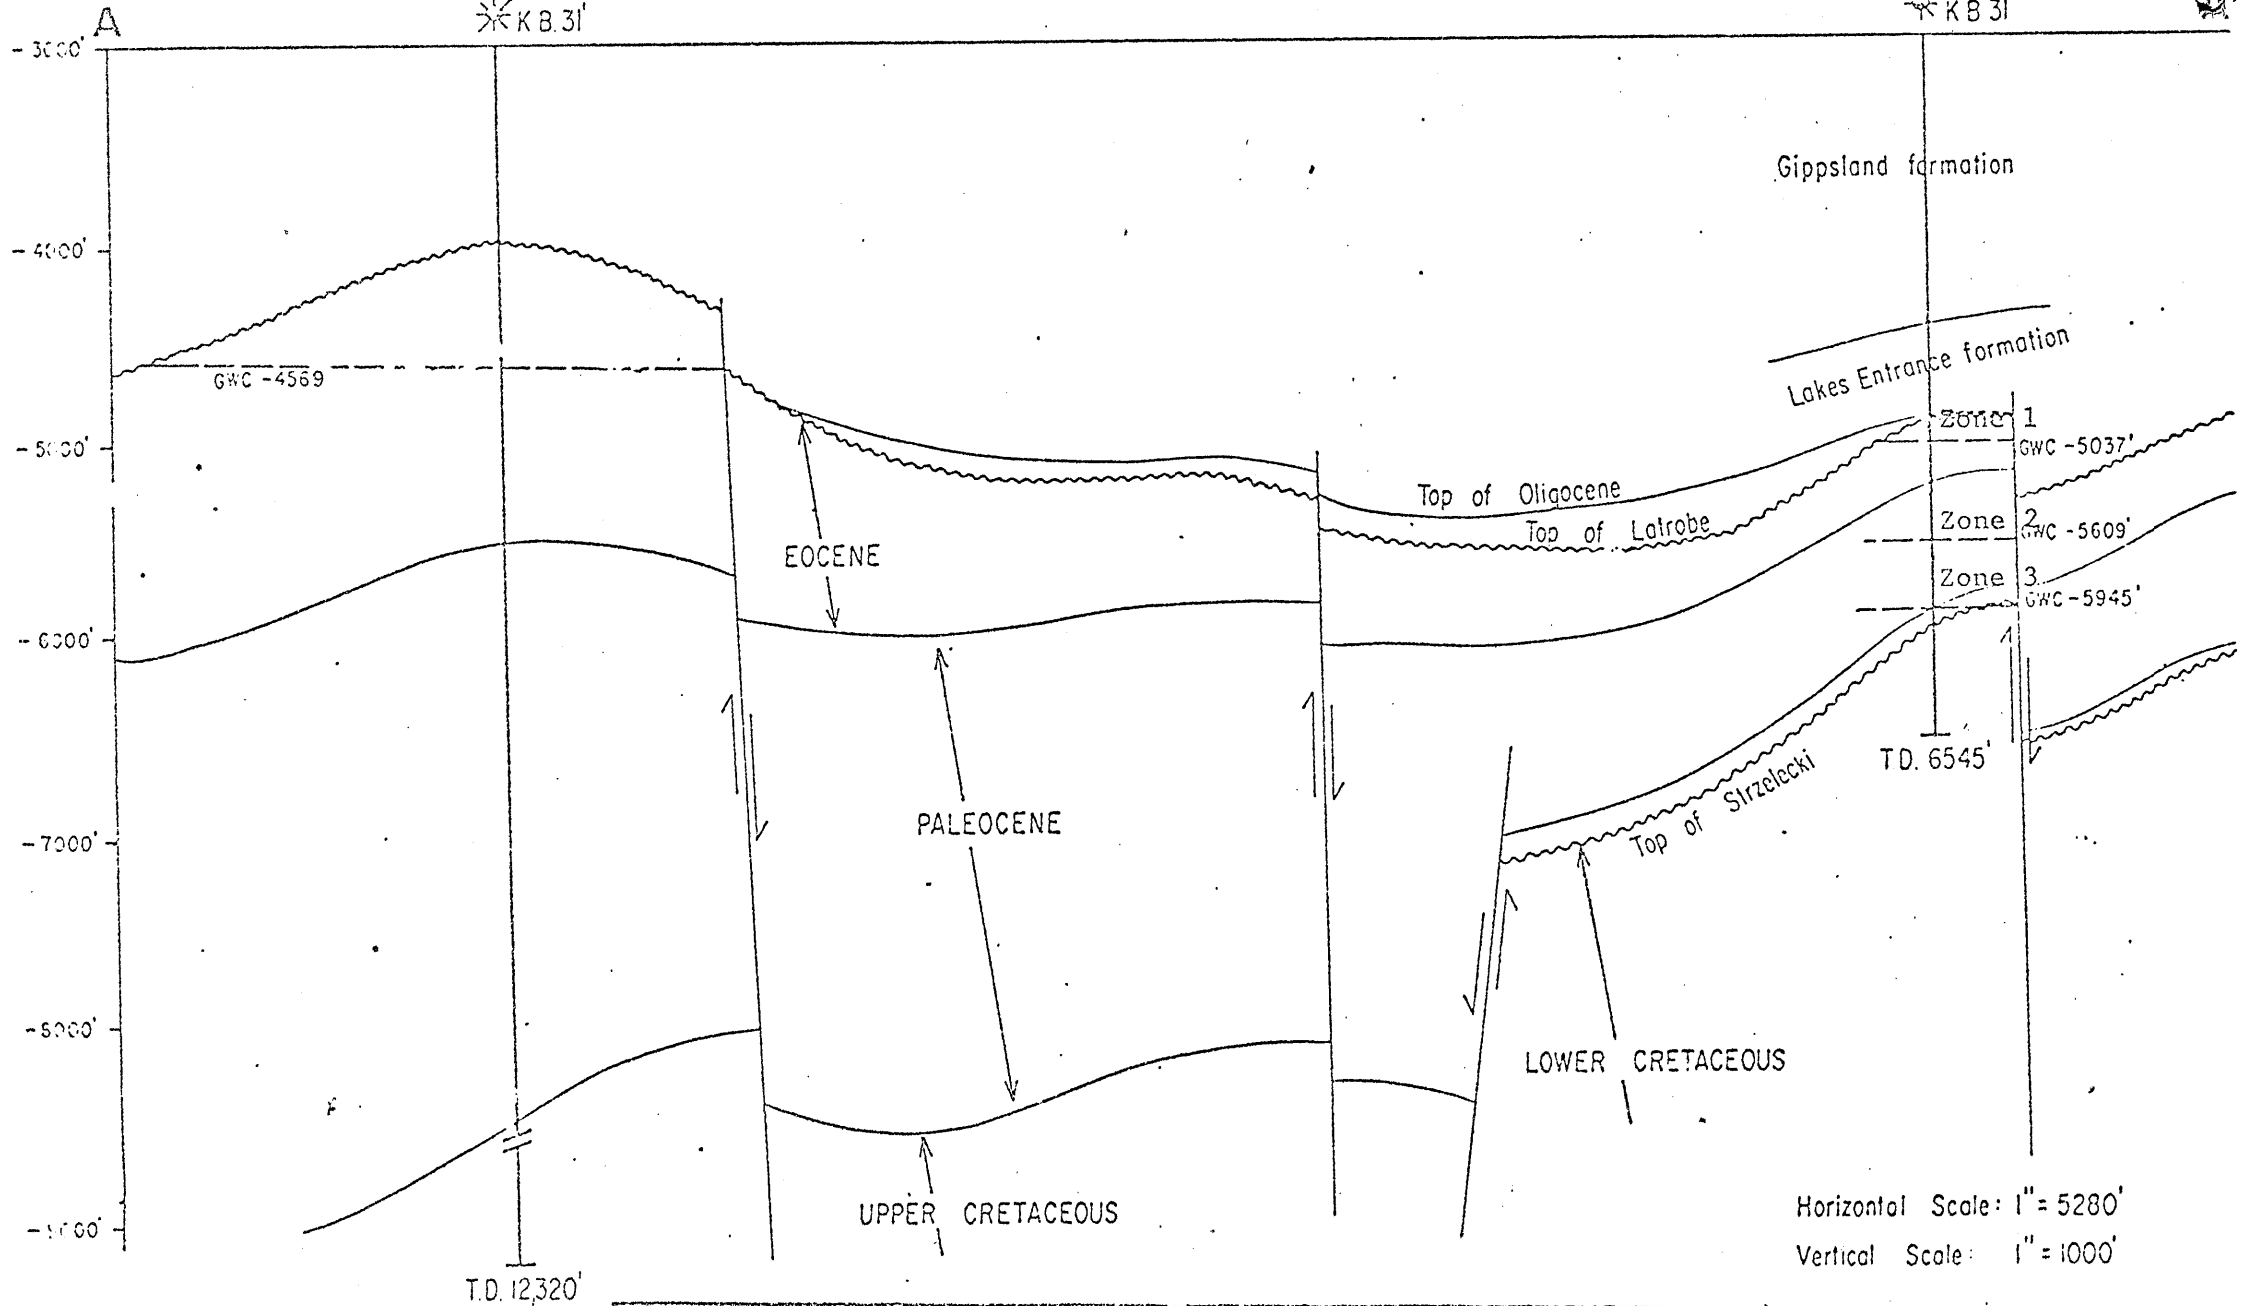 A
K B. 31'
K B 31
- 3000'
- 4000'
- 5000'
- 6000'
- 7000'
- 8000'
Gippsland formation
Lakes Entrance formation
GWC -4569
Zone 1
GWC -5037'
Top of Oligocene
Top of Latrobe
Zone 2
GWC -5609'
EOCENE
Zone 3
GWC -5945'
T D. 6545'
Top of Strzelecki
PALEOCENE
LOWER CRETACEOUS
UPPER CRETACEOUS
Horizontal Scale: 1" = 5280'
Vertical Scale: 1" = 1000'
T.D. 12,320'